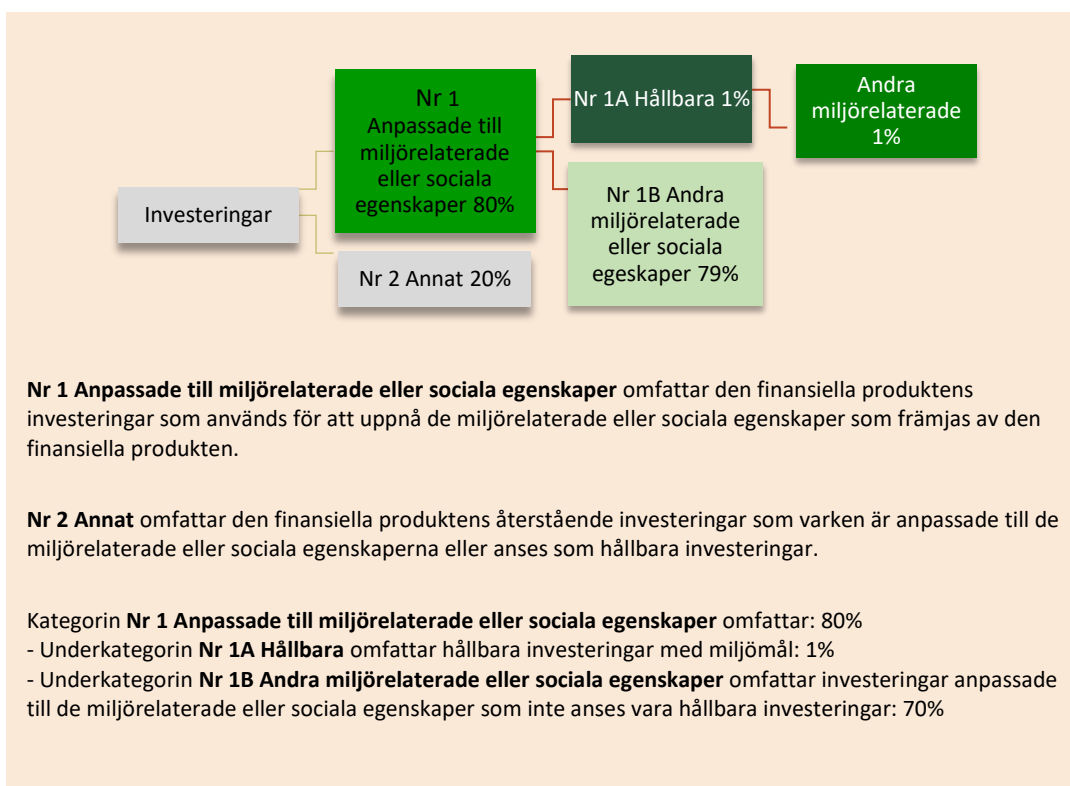 Investeringar
Nr 1
Anpassade till
miljörelaterade
eller sociala
egenskaper 80%
Nr 2 Annat 20%
Nr 1A Hållbara 1%
Nr 1B Andra
miljörelaterade
eller sociala
egeskaper 79%
Andra
miljörelaterade
1%
Nr 1 Anpassade till miljörelaterade eller sociala egenskaper omfattar den finansiella produktens
investeringar som används för att uppnå de miljörelaterade eller sociala egenskaper som främjas av den
finansiella produkten.
Nr 2 Annat omfattar den finansiella produktens återstående investeringar som varken är anpassade till de
miljörelaterade eller sociala egenskaperna eller anses som hållbara investeringar.
Kategorin Nr 1 Anpassade till miljörelaterade eller sociala egenskaper omfattar: 80%
- Underkategorin Nr 1A Hållbara omfattar hållbara investeringar med miljömål: 1%
- Underkategorin Nr 1B Andra miljörelaterade eller sociala egenskaper omfattar investeringar anpassade
till de miljörelaterade eller sociala egenskaper som inte anses vara hållbara investeringar: 70%